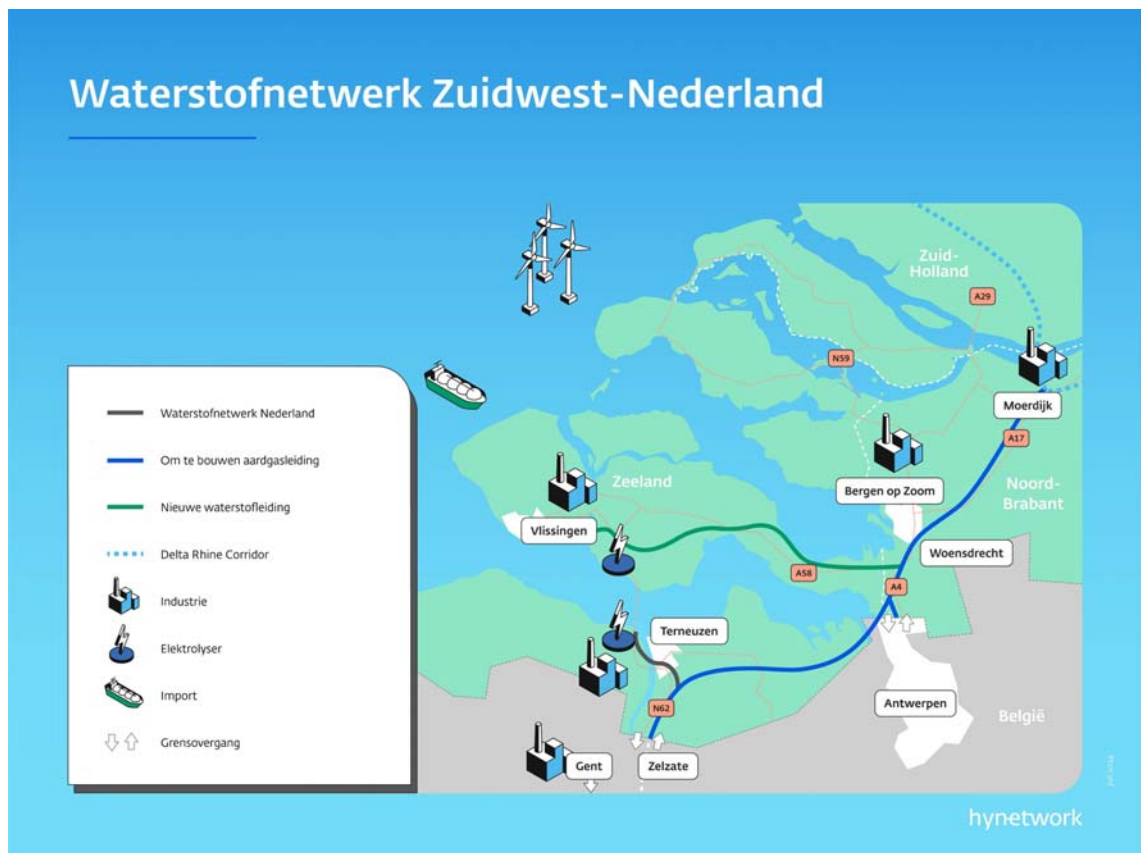 Waterstofnetwerk Zuidwest-Nederland
Zuid-
Holland
A29
N59
Moerdijk
Waterstofnetwerk Nederland
A17
Om te bouwen aardgasleiding
Zeeland
Bergen op Zoom
Noord-
Brabant
Nieuwe waterstofleiding
Vlissingen
Woensdrecht
Delta Rhine Corridor
A58
A4
Industrie
Terneuzen
Elektrolyser
Import
N62
Antwerpen
België
Grensovergang
Gent
Zelzate
hynetwork